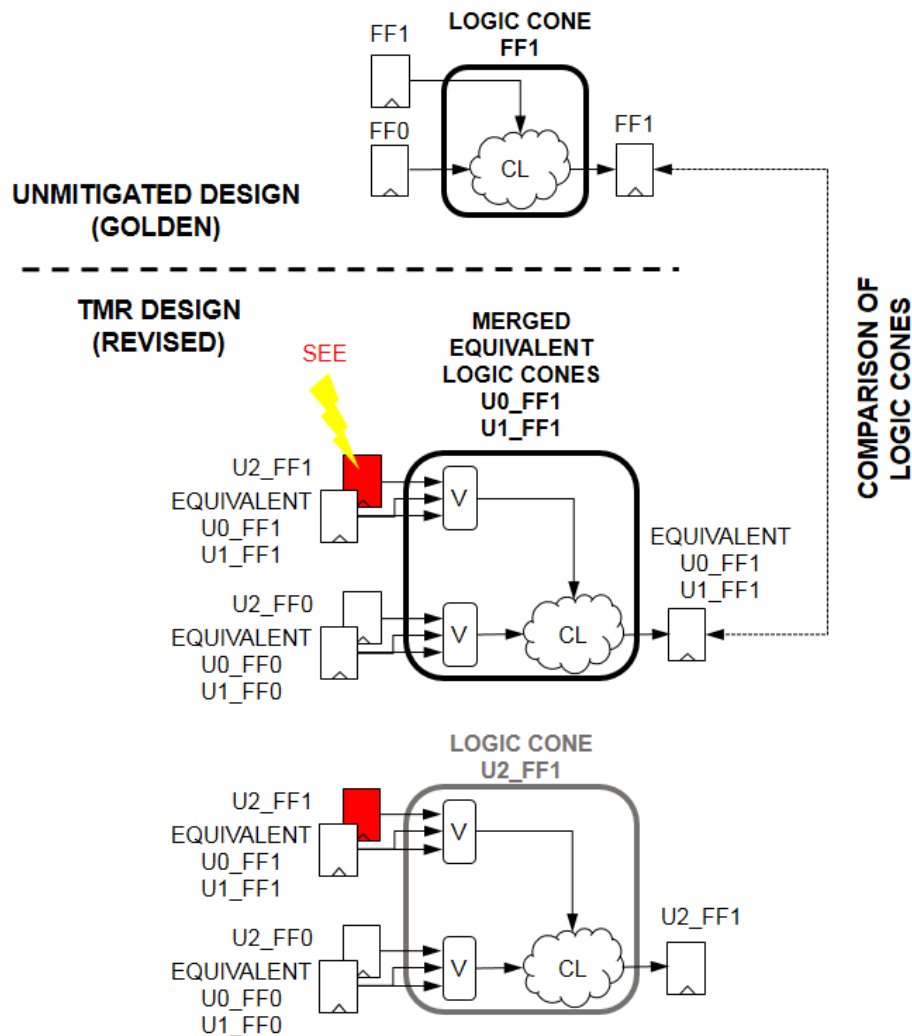 LOGIC CONE
FF1
FF1
FF0
CL
FF1
UNMITIGATED DESIGN
(GOLDEN)
TMR DESIGN
(REVISED)
SEE
MERGED
EQUIVALENT
LOGIC CONES
U0_FF1
U1_FF1
COMPARISON OF
LOGIC CONES
U2_FF1
EQUIVALENT
U0_FF1
U1_FF1
V
U2_FF0
EQUIVALENT
U0_FF0
U1_FF0
V
CL
EQUIVALENT
U0_FF1
U1_FF1
LOGIC CONE
U2_FF1
U2_FF1
EQUIVALENT
U0_FF1
U1_FF1
V
U2_FF0
EQUIVALENT
U0_FF0
U1_FF0
V
CL
U2_FF1